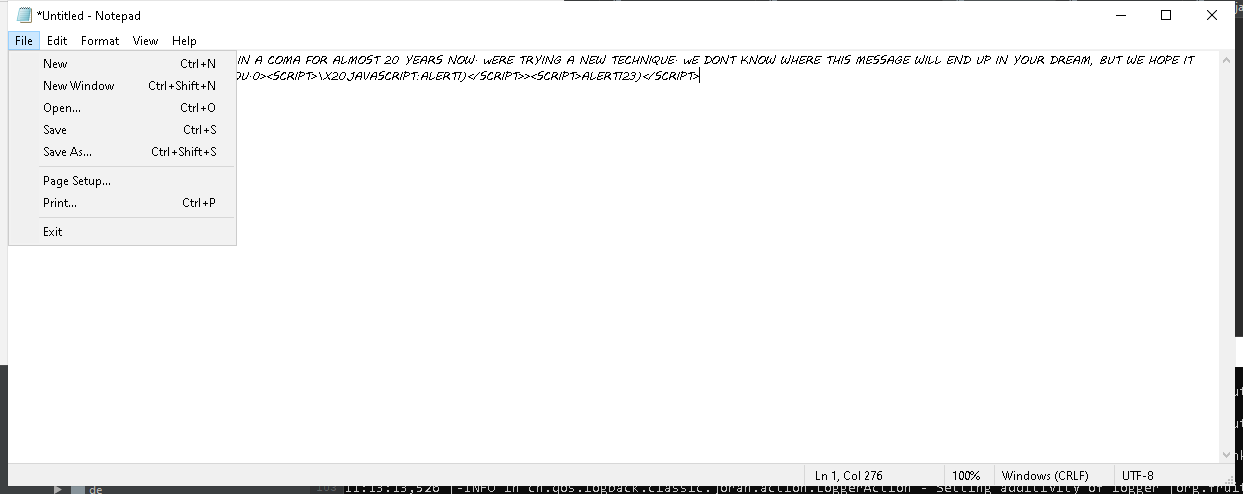 *Untitled - Notepad
File Edit Format View Help
IN A COMA FOR ALMOST 20 YEARS NOW. WERE TRYING A NEW TECHNIQUE. WE DONT KNOW WHERE THIS MESSAGE WILL END UP IN YOUR DREAM, BUT WE HOPE IT
OU.0><SCRIPT>\X20JAVASCRIPT:ALERT1)</SCRIPT>><SCRIPT>ALERT123)</SCRIPT>
New Ctrl+N
New Window Ctrl+Shift+N
Open... Ctrl+O
Save Ctrl+S
Save As... Ctrl+Shift+S
Page Setup...
Print... Ctrl+P
Exit
Ln 1, Col 276 100% Windows (CRLF) UTF-8
de 11:13:13,526 |-INFO in ch.qos.logback.classic.joran.action.LoggerAction - Setting additivity of logger